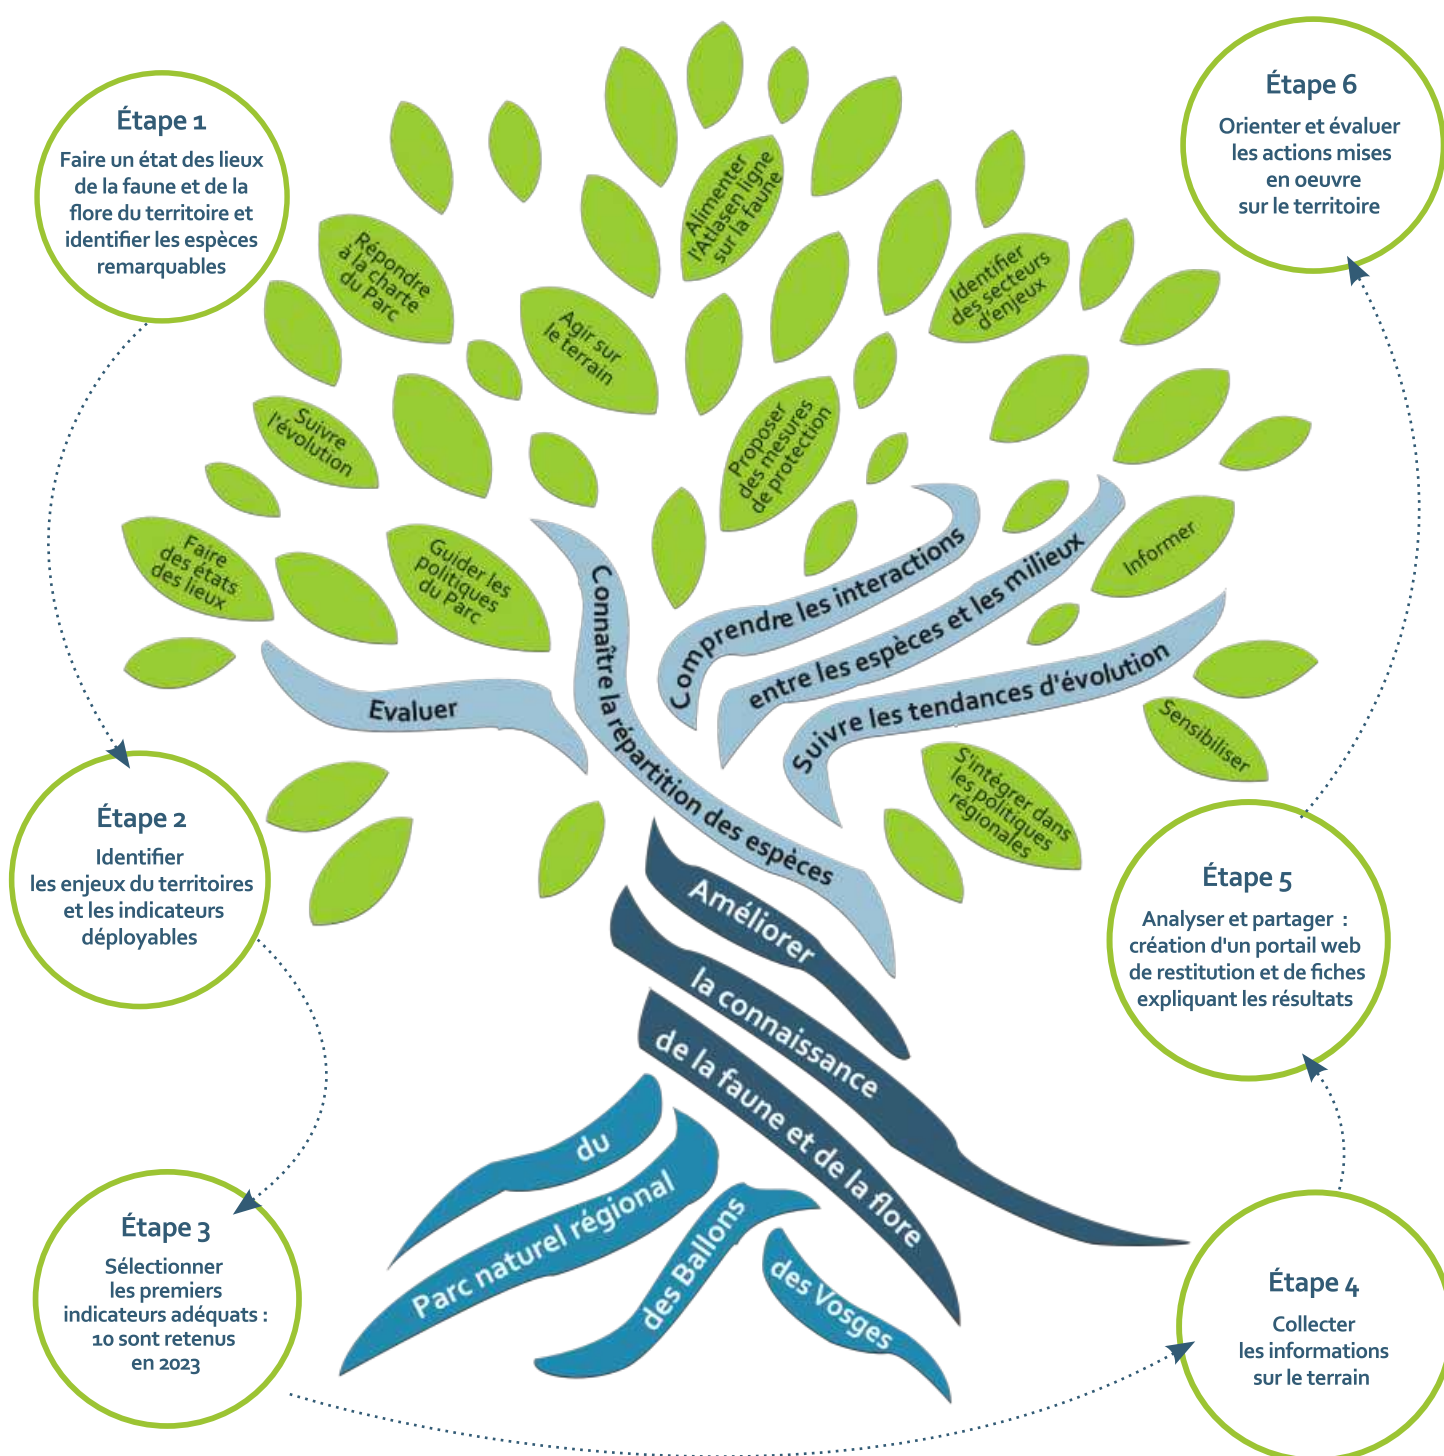 Étape 1
Faire un état des lieux
de la faune et de la
flore du territoire et
identifier les espèces
remarquables
Étape 2
Identifier
les enjeux du territoires
et les indicateurs
déployables
Étape 3
Sélectionner
les premiers
indicateurs adéquats :
10 sont retenus
en 2023
Étape 4
Collecter
les informations
sur le terrain
Étape 5
Analyser et partager :
création d'un portail web
de restitution et de fiches
expliquant les résultats
Étape 6
Orienter et évaluer
les actions mises
en oeuvre
sur le territoire
Répondre
à la charte
du Parc
Agir sur
le terrain
Alimenter
l'Atlasen ligne
sur la faune
Identifier
des secteurs
d'enjeux
Suivre
l'évolution
Proposer
des mesures
de protection
Faire
des états
des lieux
Guider les
politiques
du Parc
Informer
Sensibiliser
S'intégrer dans
les politiques
régionales
Evaluer
Connaître la répartition des espèces
Comprendre les interactions
entre les espèces et les milieux
Suivre les tendances d'évolution
Améliorer
la connaissance
de la faune et de la flore
du
Parc naturel régional
des Ballons
des Vosges